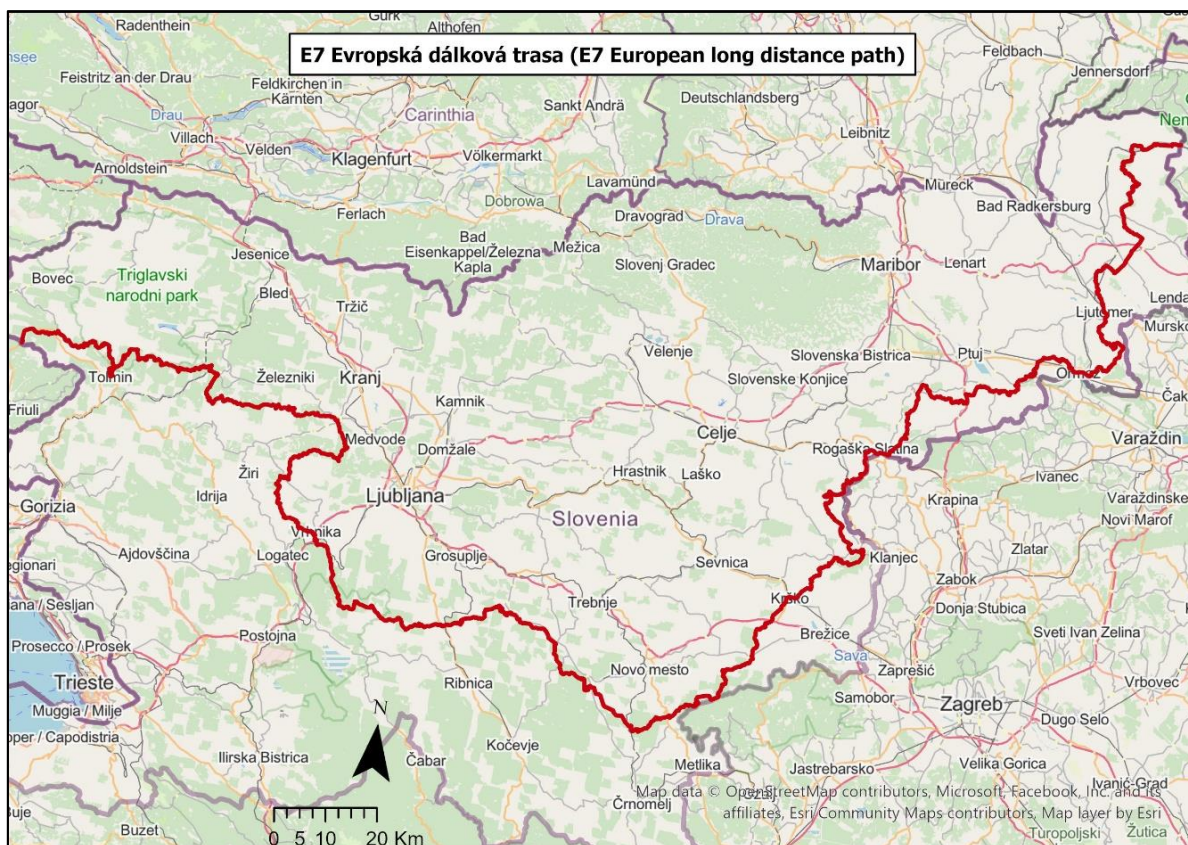 E7 Evropská dálková trasa (E7 European long distance path)
Radenthein
Gurk
Althofen
Feldbach
Jennersdorf
Feistritz an der Drau
Feldkirchen in
Kärnten
Sankt Andrä
Deutschlandsberg
Carinthia
Drau
Villach
Velden
Klagenfurt
Völkermarkt
Leibnitz
Arnoldstein
Lavamünd
Dobrowa
Mureck
Bad Radkersburg
Ferlach
Dravograd
Drava
Bad
Eisenkappel/Železna
Kapla
Mežica
Slovenj Gradec
Maribor
Lenart
Jesenice
Bovec
Triglavski
narodni park
Bled
Tržič
Lenda
Ljutomer
Mursko
Velenje
Slovenska Bistrica
Ptuj
Tolmin
Železniki
Kranj
Slovenske Konjice
Ormož
Čak
Friuli
Kamnik
Medvode
Domžale
Celje
Rogaška Slatina
Varaždin
Žiri
Hrastnik
Laško
Ivanec
Idrija
Ljubljana
Krapina
Varaždinske
Gorizia
Slovenia
Novi Marof
Vrhnika
Ajdovščina
Logatec
Grosuplje
Sevnica
Klanjec
Zlatar
egionari
Zabok
Trebnje
Krško
Donja Stubica
ana / Sesljan
Postojna
Brežice
Sveti Ivan Zelina
Prosecco / Prosek
Sava
Zaprešić
Trieste
Ribnica
Novo mesto
Samobor
Vrbovec
Muggia / Milje
Zagreb
N
Dugo Selo
oper / Capodistria
Ilirska Bistrica
Čabar
Kočevje
Metlika
Jastrebarsko
Velika Gorica
Črnomelj
Ivanić-Grad
Buje
Buzet
0 5 10 20 Km
Map data © OpenStreetMap contributors, Microsoft, Facebook, Inc. and its
affiliates, Esri Community Maps contributors, Map layer by Esri
Turopoljski
Žutica